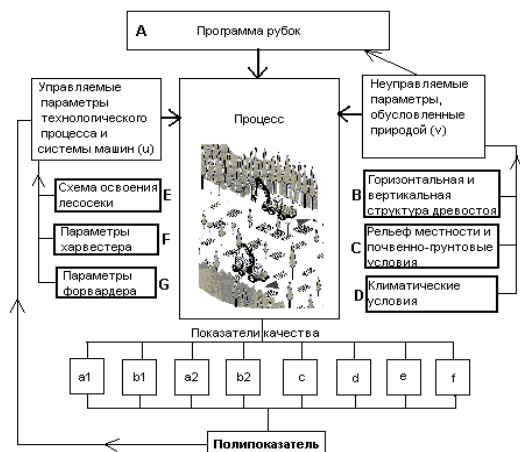 A
Программа рубок
Управляемые
параметры
технологического
процесса и
системы машин (u)
Процесс
Неуправляемые
параметры,
обусловленные
природой (v)
Схема освоения
лесосеки
E
Параметры
харвестера
F
Параметры
форвардера
G
B
Горизонтальная и
вертикальная
структура древостоя
C
Рельеф местности и
почвенно-грунтовые
условия
D
Климатические
условия
Показатели качества
a1
b1
a2
b2
c
d
e
f
Полипоказатель